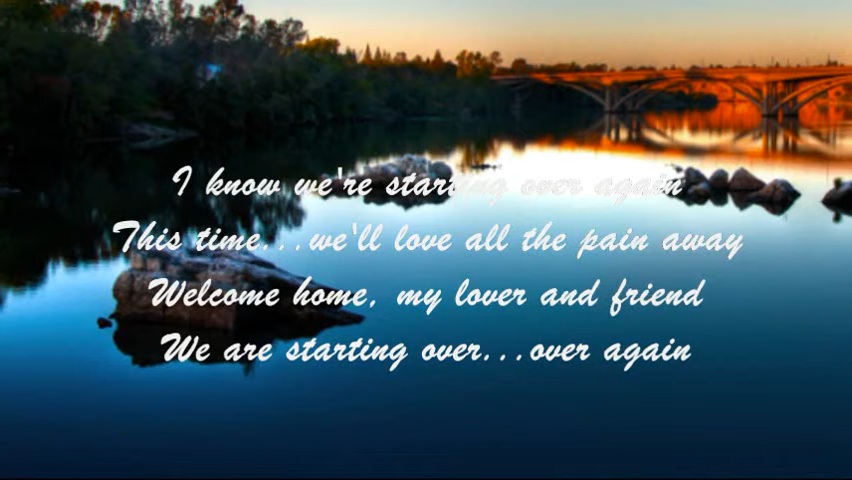 I know we're starting over again
This time...we'll love all the pain away
Welcome home, my lover and friend
We are starting over...over again